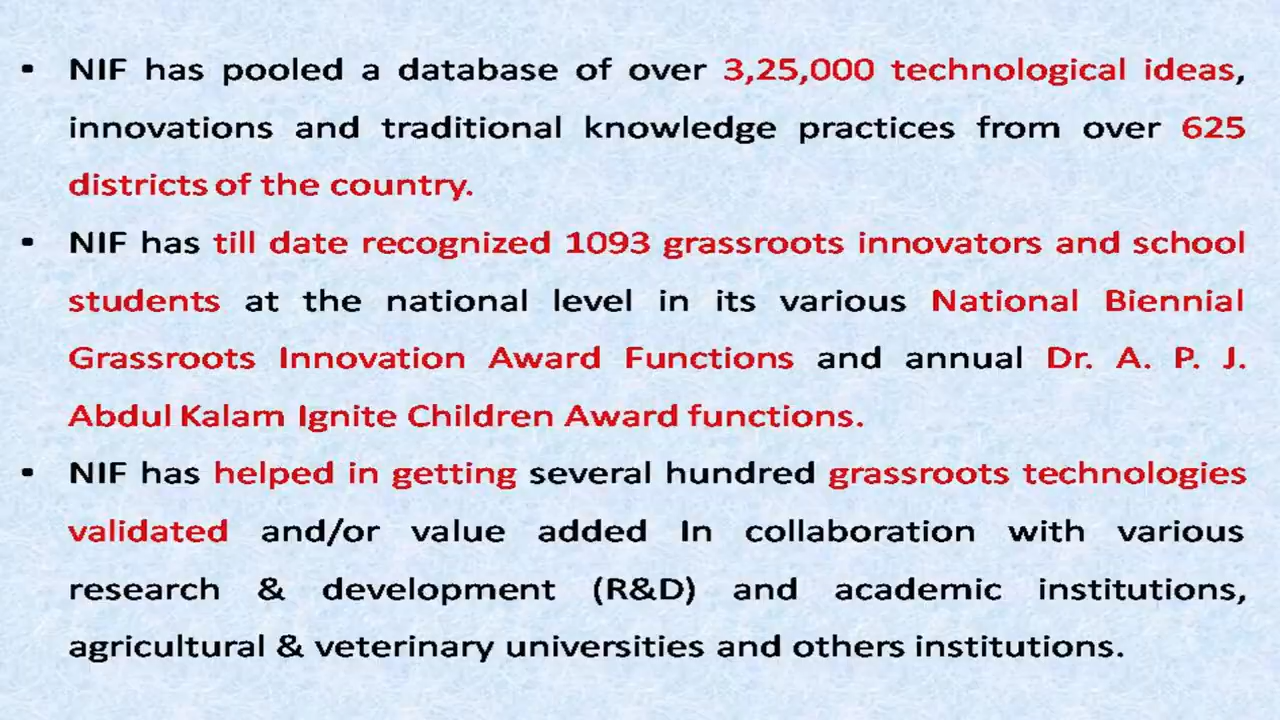 • NIF has pooled a database of over 3,25,000 technological ideas,
innovations and traditional knowledge practices from over 625
districts of the country.
• NIF has till date recognized 1093 grassroots innovators and school
students at the national level in its various National Biennial
Grassroots Innovation Award Functions and annual Dr. A. P. J.
Abdul Kalam Ignite Children Award functions.
• NIF has helped in getting several hundred grassroots technologies
validated and/or value added In collaboration with various
research & development (R&D) and academic institutions,
agricultural & veterinary universities and others institutions.